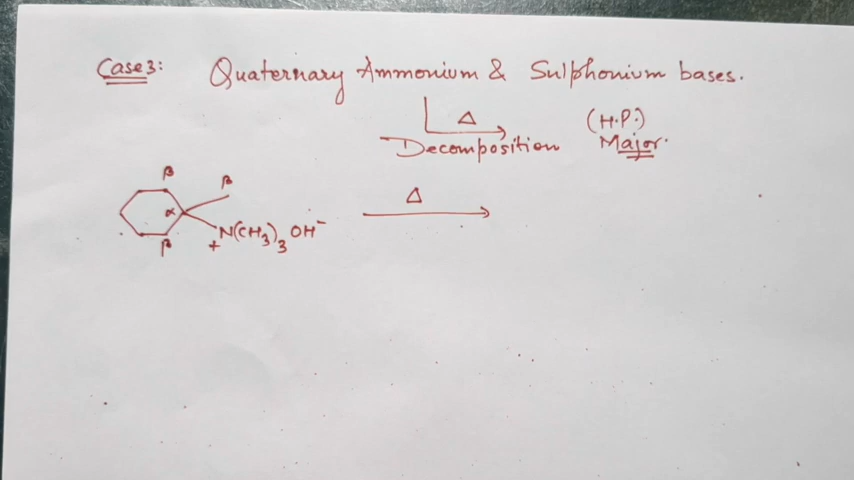 Case3: Quaternary Ammonium & Sulphonium bases.
Δ (H.P.)
Decomposition Major.
β
β
α Δ
+N(CH3)3 OH-
β